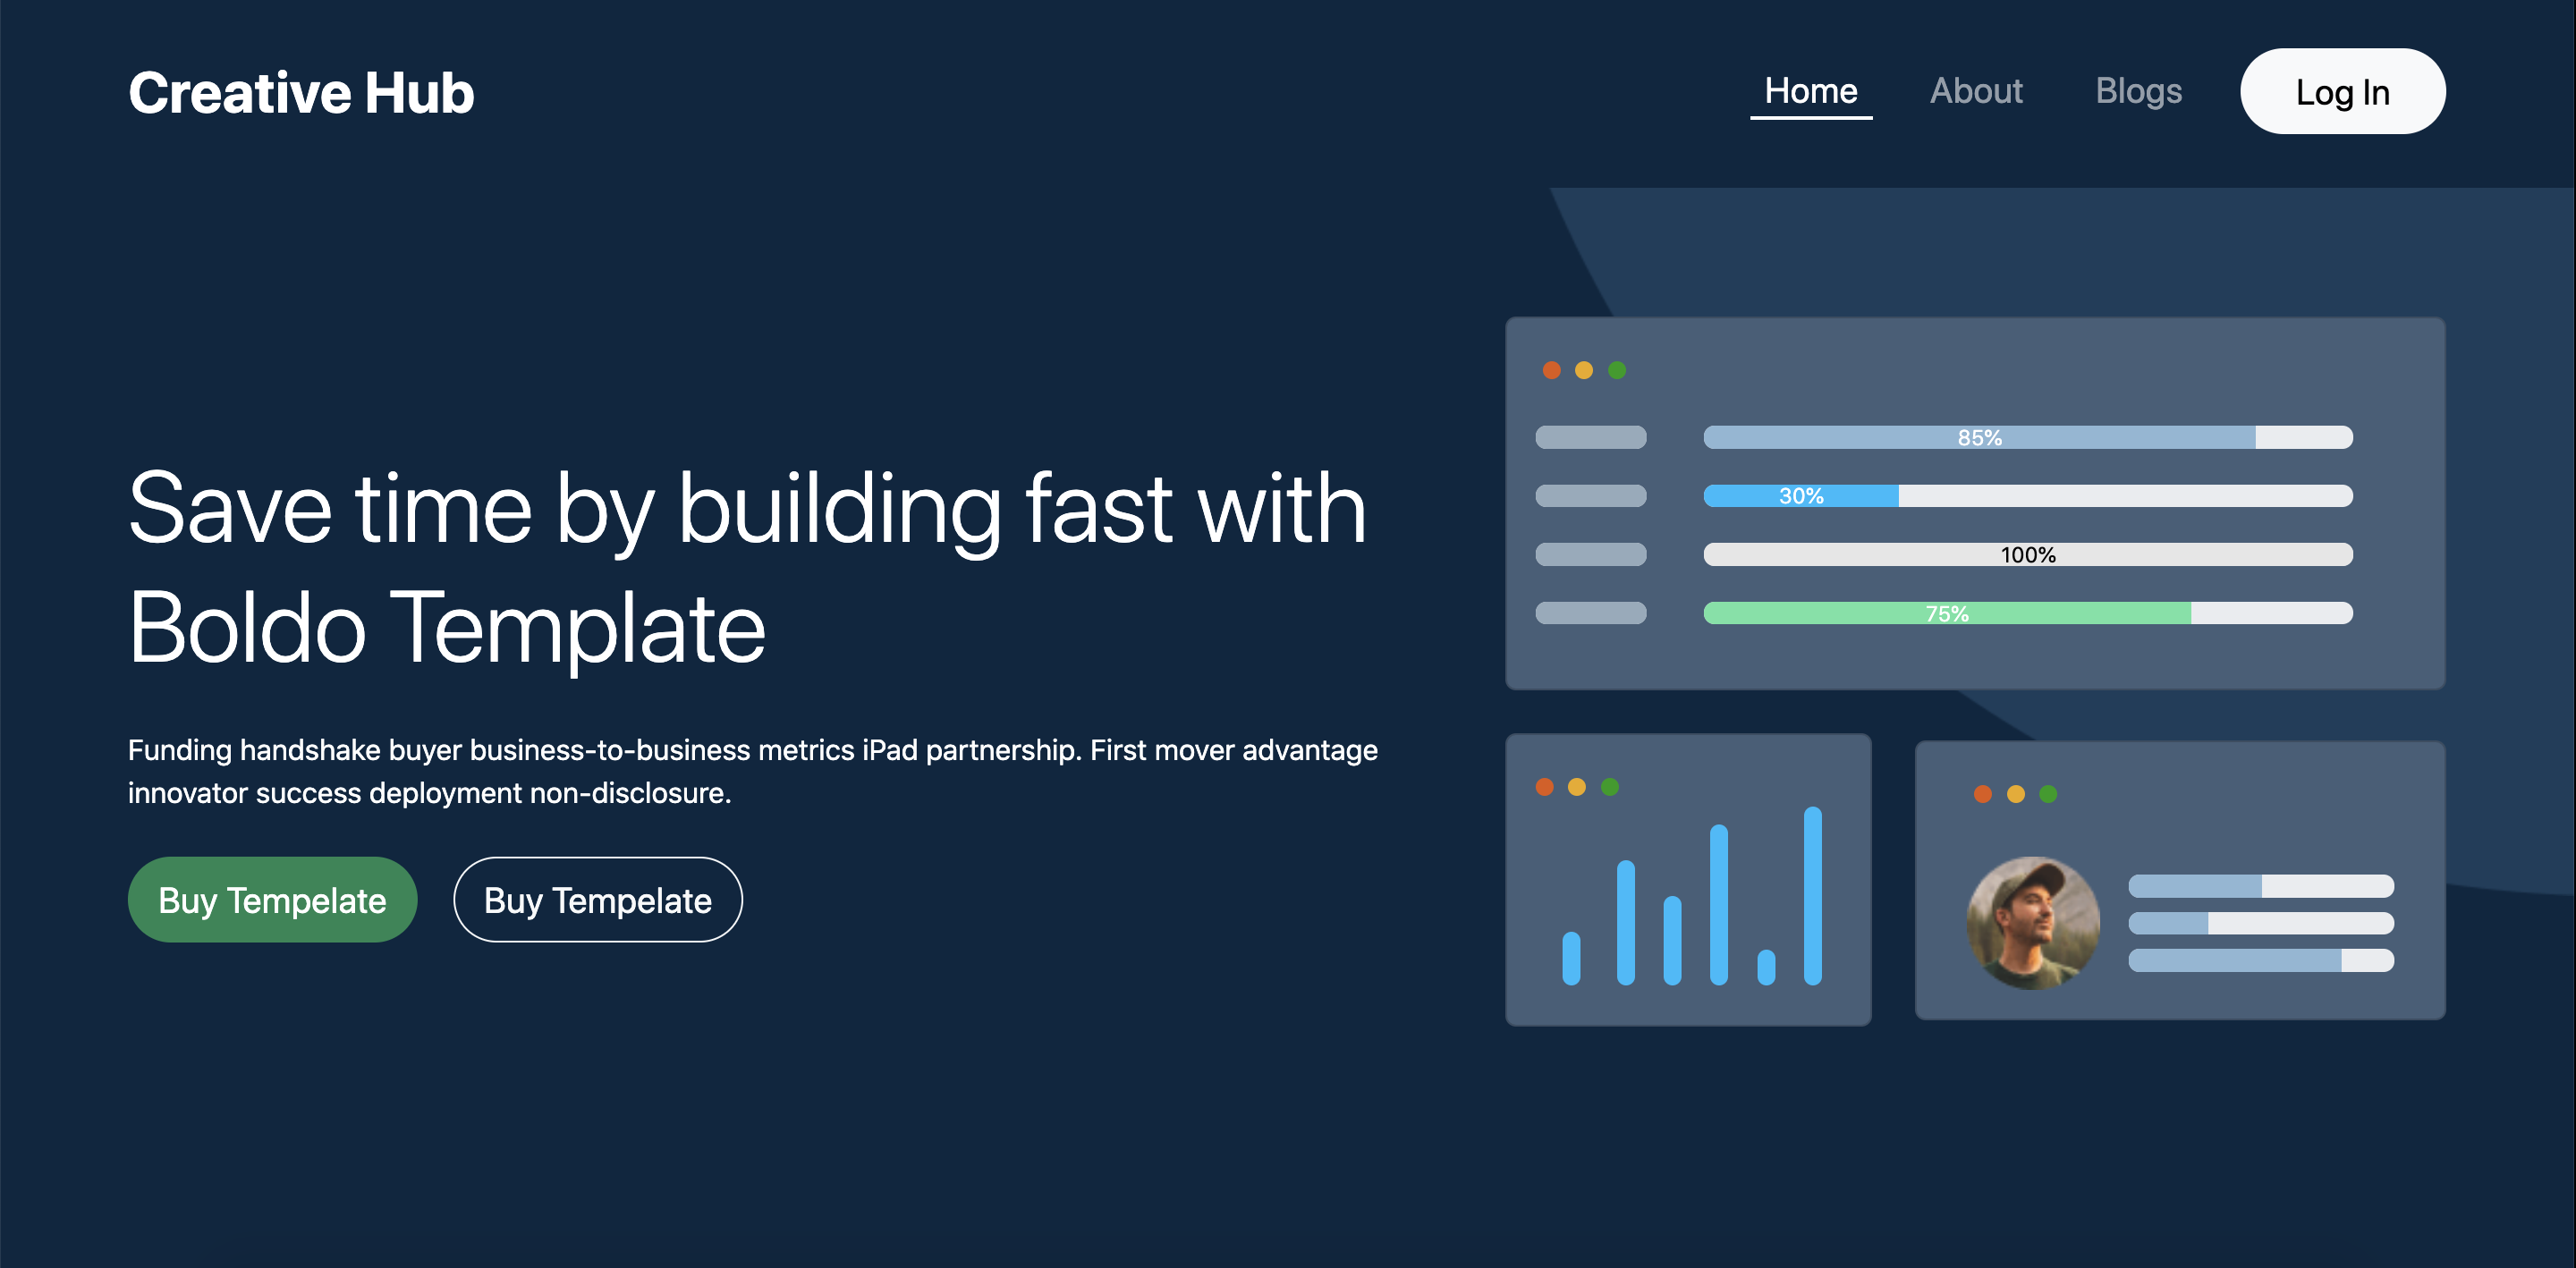 Creative Hub
Home
About
Blogs
Log In
Save time by building fast with
Boldo Template
Funding handshake buyer business-to-business metrics iPad partnership. First mover advantage
innovator success deployment non-disclosure.
Buy Tempelate
Buy Tempelate
85%
30%
100%
75%